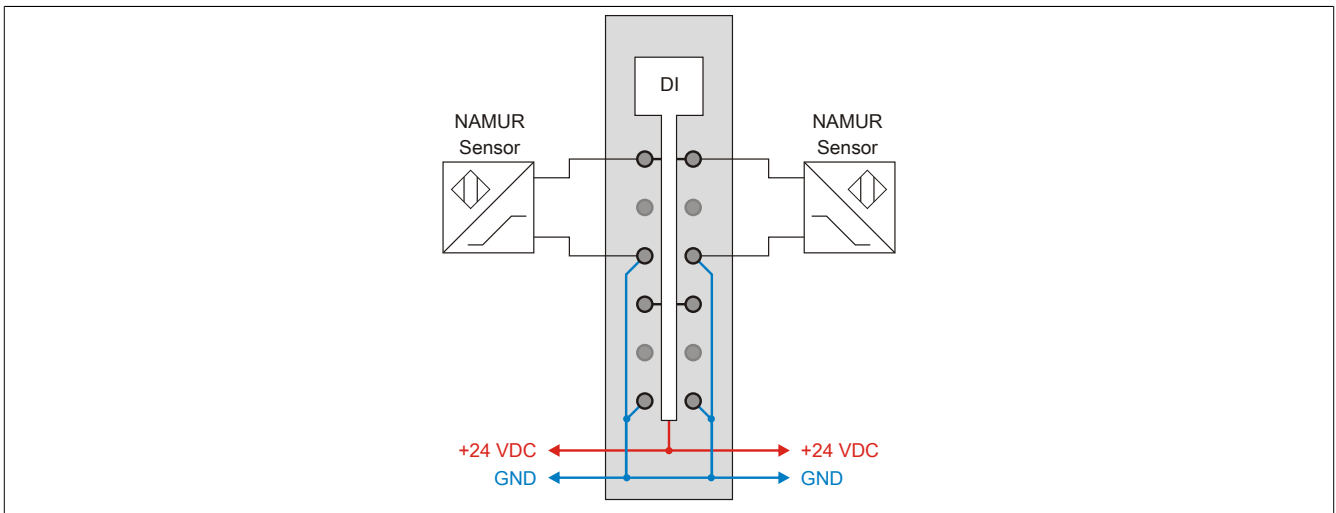 DI
NAMUR
Sensor
NAMUR
Sensor
+24 VDC
+24 VDC
GND
GND